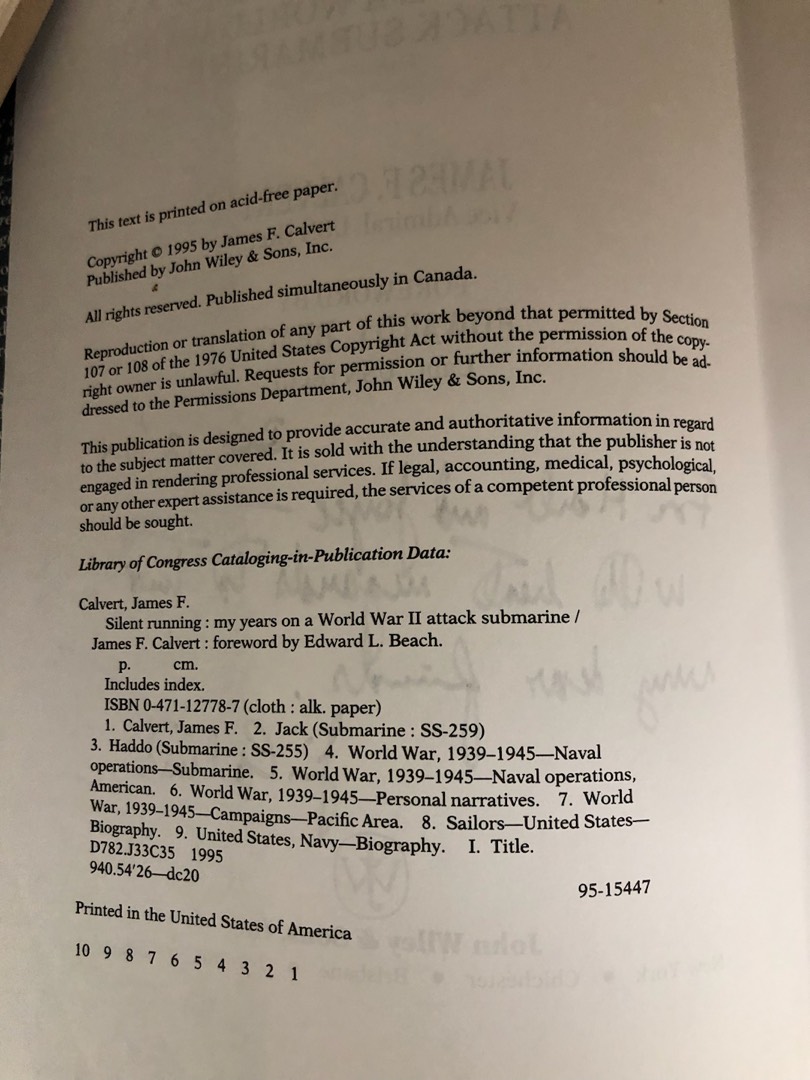 This text is printed on acid-free paper.
Copyright © 1995 by James F. Calvert
Published by John Wiley & Sons, Inc.
All rights reserved. Published simultaneously in Canada.
Reproduction or translation of any part of this work beyond that permitted by Section
107 or 108 of the 1976 United States Copyright Act without the permission of the copy-
right owner is unlawful. Requests for permission or further information should be ad-
dressed to the Permissions Department, John Wiley & Sons, Inc.
This publication is designed to provide accurate and authoritative information in regard
to the subject matter covered. It is sold with the understanding that the publisher is not
engaged in rendering professional services. If legal, accounting, medical, psychological,
or any other expert assistance is required, the services of a competent professional person
should be sought.
Library of Congress Cataloging-in-Publication Data:
Calvert, James F.
Silent running : my years on a World War II attack submarine /
James F. Calvert : foreword by Edward L. Beach.
p. cm.
Includes index.
ISBN 0-471-12778-7 (cloth : alk. paper)
1. Calvert, James F. 2. Jack (Submarine : SS-259)
3. Haddo (Submarine : SS-255) 4. World War, 1939–1945—Naval
operations—Submarine. 5. World War, 1939–1945—Naval operations,
American. 6. World War, 1939–1945—Personal narratives. 7. World
War, 1939–1945—Campaigns—Pacific Area. 8. Sailors—United States—
Biography. 9. United States, Navy—Biography. I. Title.
D782.J33C35 1995
940.54'26—dc20
95-15447
Printed in the United States of America
10 9 8 7 6 5 4 3 2 1